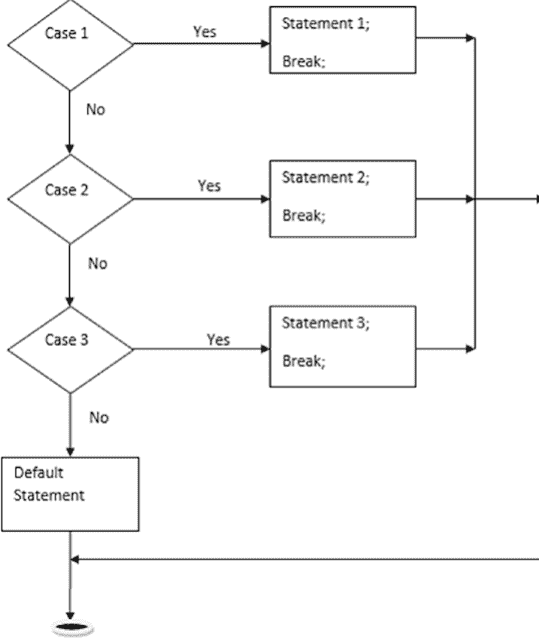 Case 1
Yes
Statement 1;
Break;
No
Case 2
Yes
Statement 2;
Break;
No
Case 3
Yes
Statement 3;
Break;
No
Default
Statement